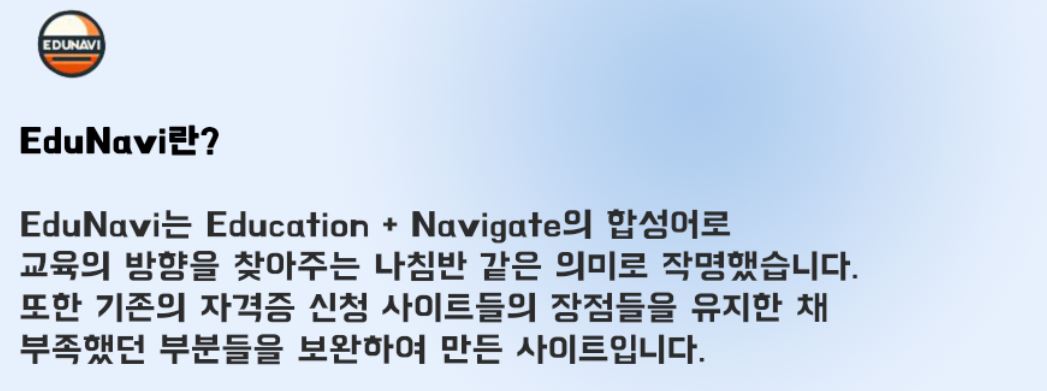 EDUNAVI
EduNavi란?
EduNavi는 Education + Navigate의 합성어로
교육의 방향을 찾아주는 나침반 같은 의미로 작명했습니다.
또한 기존의 자격증 신청 사이트들의 장점들을 유지한 채
부족했던 부분들을 보완하여 만든 사이트입니다.